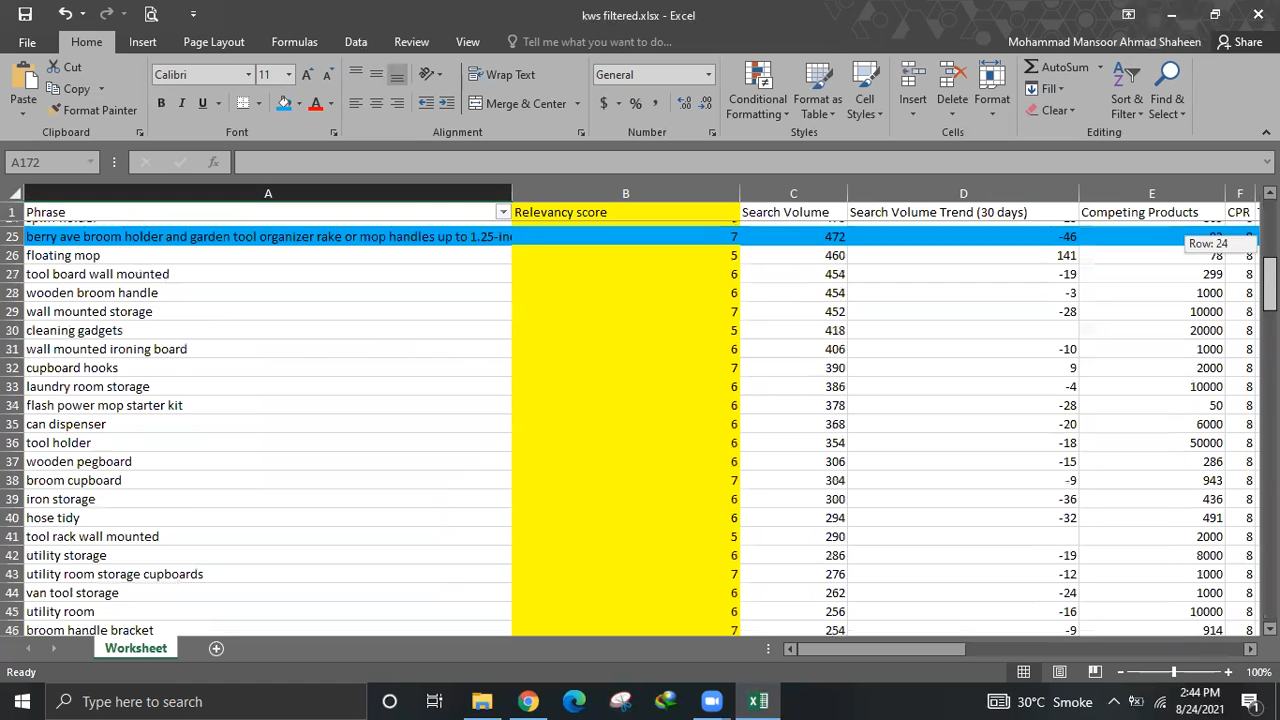 kws filtered.xlsx - Excel
File Home Insert Page Layout Formulas Data Review View Tell me what you want to do... Mohammad Mansoor Ahmad Shaheen Share
Paste Cut Copy Format Painter Clipboard
Calibri 11 B I U A Font
Wrap Text Merge & Center Alignment
General $ % , Number
Conditional Formatting Format as Table Cell Styles Styles
Insert Delete Format Cells
AutoSum Fill Clear Sort & Filter Find & Select Editing
A172 fx
A B C D E F
1 Phrase Relevancy score Search Volume Search Volume Trend (30 days) Competing Products CPR
25 berry ave broom holder and garden tool organizer rake or mop handles up to 1.25-in 7 472 -46
Row: 24
26 floating mop 5 460 141 78 8
27 tool board wall mounted 6 454 -19 299 8
28 wooden broom handle 6 454 -3 1000 8
29 wall mounted storage 7 452 -28 10000 8
30 cleaning gadgets 5 418 20000 8
31 wall mounted ironing board 6 406 -10 1000 8
32 cupboard hooks 7 390 9 2000 8
33 laundry room storage 6 386 -4 10000 8
34 flash power mop starter kit 6 378 -28 50 8
35 can dispenser 6 368 -20 6000 8
36 tool holder 6 354 -18 50000 8
37 wooden pegboard 6 306 -15 286 8
38 broom cupboard 7 304 -9 943 8
39 iron storage 6 300 -36 436 8
40 hose tidy 6 294 -32 491 8
41 tool rack wall mounted 5 290 2000 8
42 utility storage 6 286 -19 8000 8
43 utility room storage cupboards 7 276 -12 1000 8
44 van tool storage 6 262 -24 1000 8
45 utility room 6 256 -16 10000 8
46 broom handle bracket 7 254 -9 914 8
Worksheet
Ready 100%
Type here to search 30°C Smoke 2:44 PM
8/24/2021 1